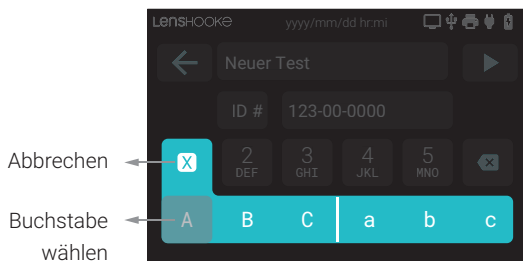 LENSHOOKE yyyy/mm/dd hr:mi
Neuer Test
ID # 123-00-0000
Abbrechen X 2 DEF 3 GHI 4 JKL 5 MNO
Buchstabe wählen A B C a b c